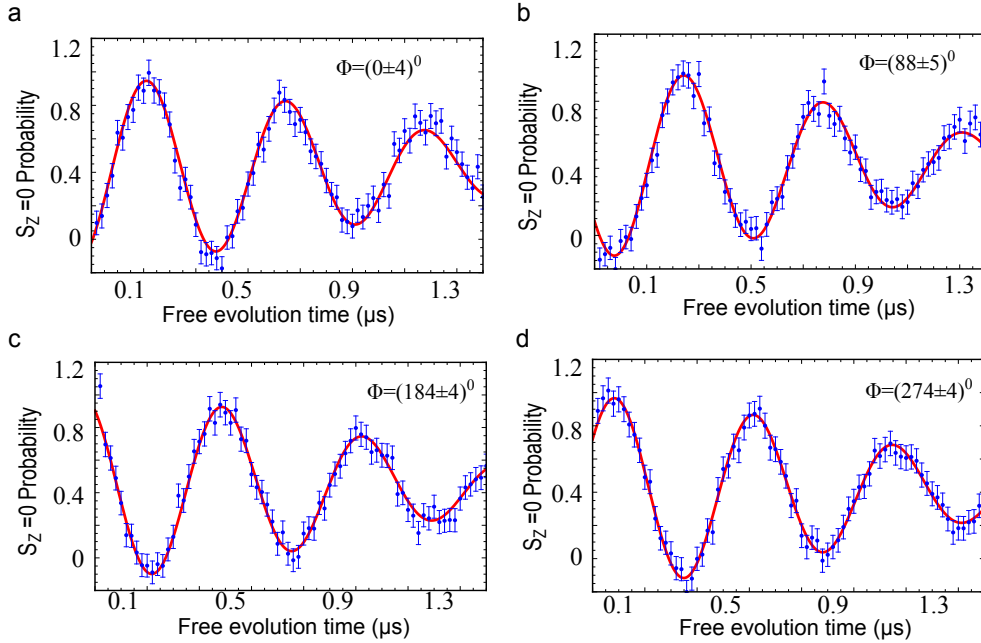 a
1.2
0.8
0.4
0
S_Z =0 Probability
Φ=(0±4)⁰
0.1 0.5 0.9 1.3
Free evolution time (µs)
b
1.2
0.8
0.4
0
S_Z =0 Probability
Φ=(88±5)⁰
0.1 0.5 0.9 1.3
Free evolution time (µs)
c
1.2
0.8
0.4
0
S_Z =0 Probability
Φ=(184±4)⁰
0.1 0.5 0.9 1.3
Free evolution time (µs)
d
1.2
0.8
0.4
0
S_Z =0 Probability
Φ=(274±4)⁰
0.1 0.5 0.9 1.3
Free evolution time (µs)